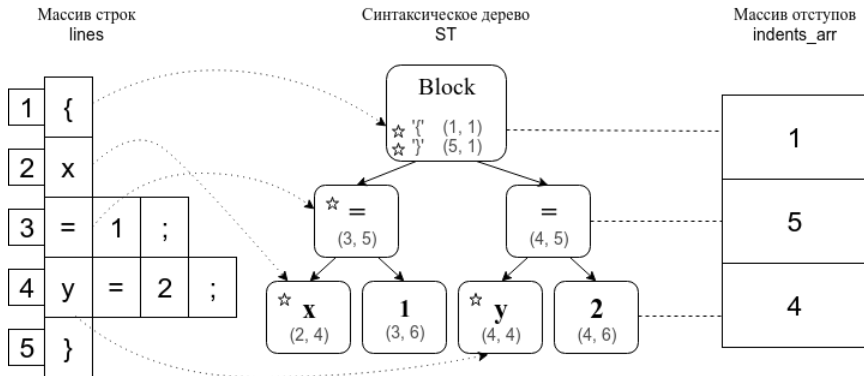 Массив строк
lines
Синтаксическое дерево
ST
Массив отступов
indents_arr
1 {
2 x
3 = 1 ;
4 y = 2 ;
5 }
Block
'{' (1, 1)
'}' (5, 1)
=
(3, 5)
=
(4, 5)
x
(2, 4)
1
(3, 6)
y
(4, 4)
2
(4, 6)
1
5
4